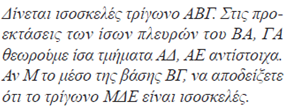 Δίνεται ισοσκελές τρίγωνο ΑΒΓ. Στις προ-
εκτάσεις των ίσων πλευρών του ΒΑ, ΓΑ
θεωρούμε ίσα τμήματα ΑΔ, ΑΕ αντίστοιχα.
Αν Μ το μέσο της βάσης ΒΓ, να αποδείξετε
ότι το τρίγωνο ΜΔΕ είναι ισοσκελές.